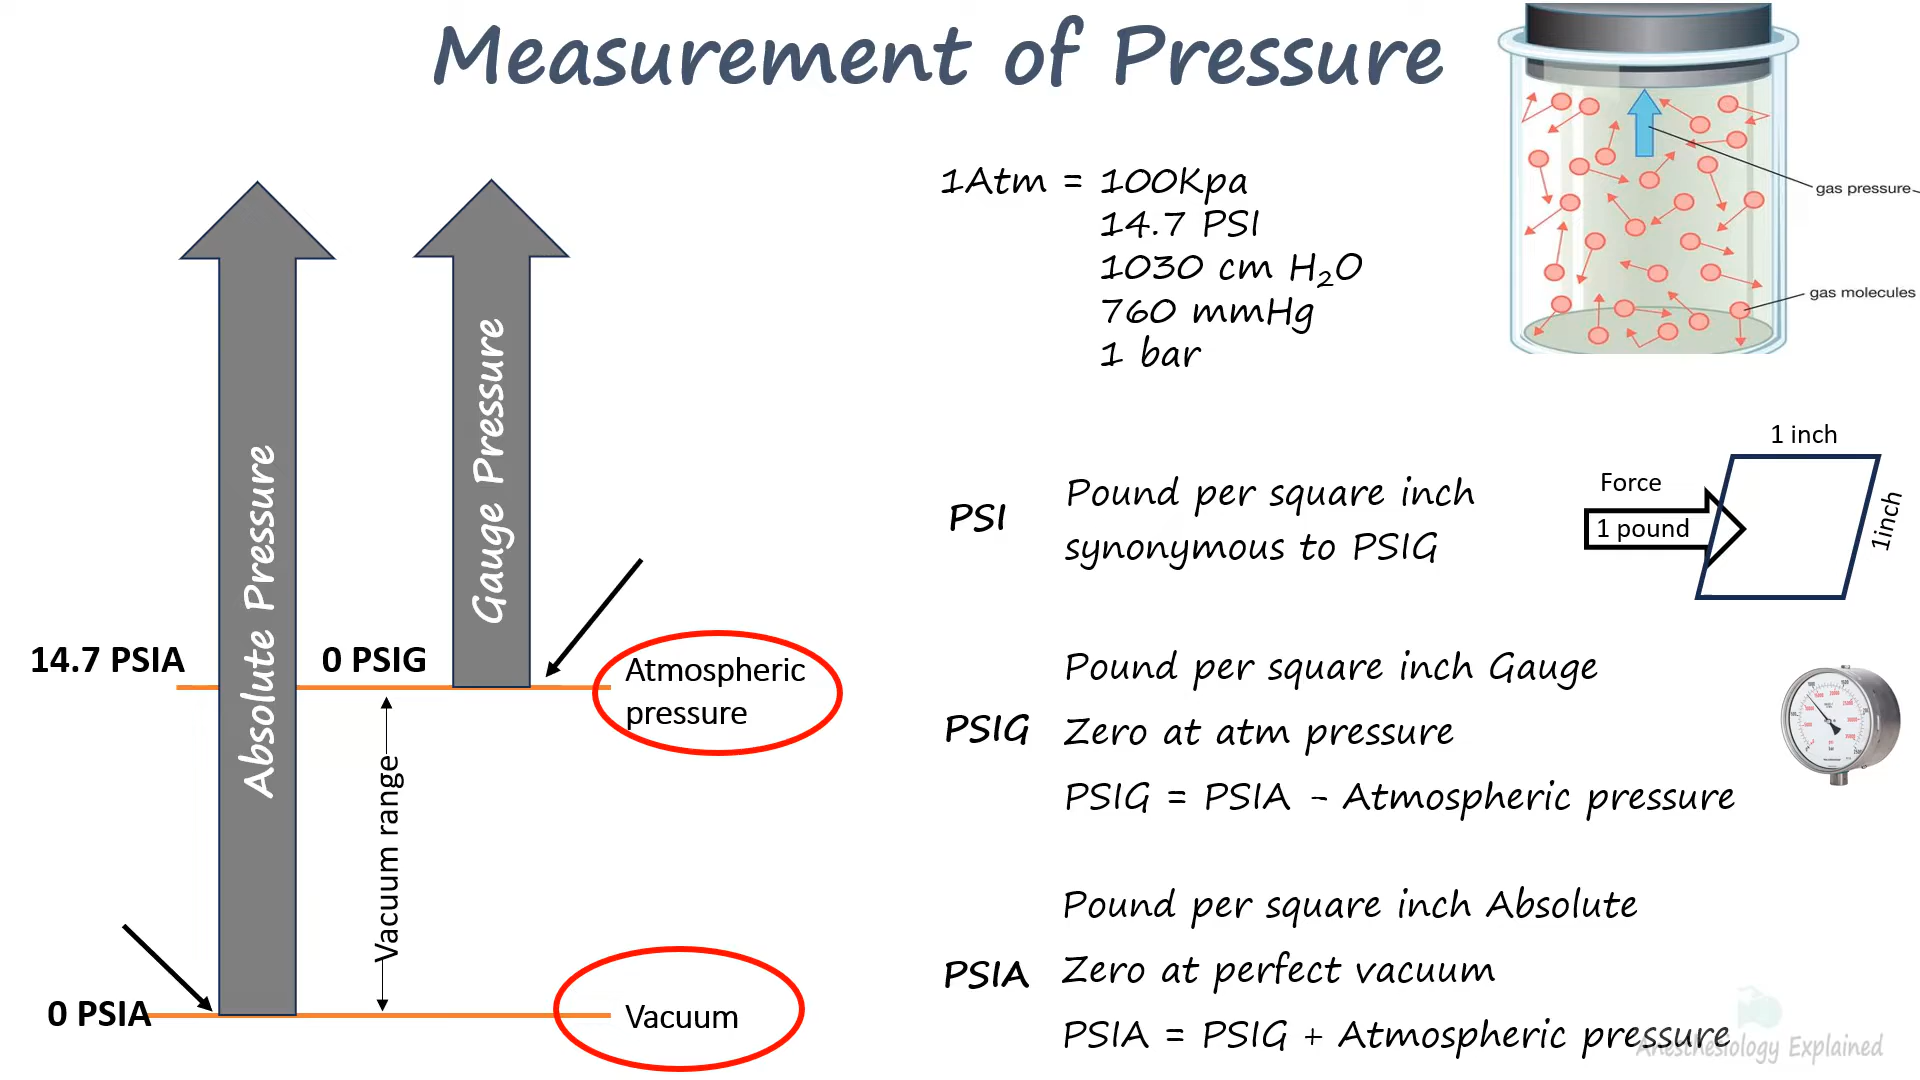 Measurement of Pressure
1Atm = 100Kpa
14.7 PSI
1030 cm H₂O
760 mmHg
1 bar
gas pressure
gas molecules
Absolute Pressure
Gauge Pressure
14.7 PSIA
0 PSIG
Atmospheric
pressure
Vacuum range
0 PSIA
Vacuum
PSI
Pound per square inch
synonymous to PSIG
1 inch
Force
1 pound
1inch
PSIG
Pound per square inch Gauge
Zero at atm pressure
PSIG = PSIA - Atmospheric pressure
PSIA
Pound per square inch Absolute
Zero at perfect vacuum
PSIA = PSIG + Atmospheric pressure
Anesthesiology Explained